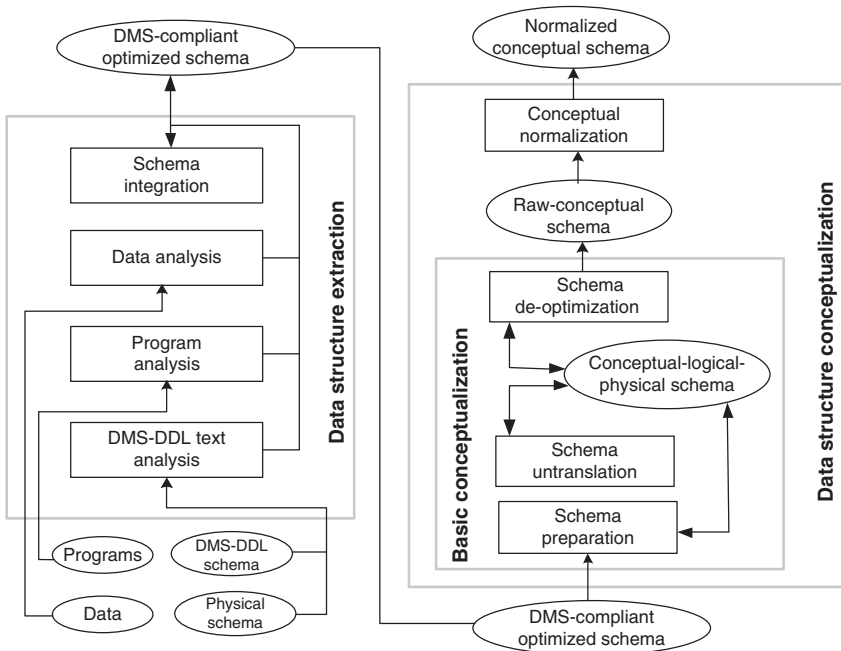 DMS-compliant
optimized schema
Schema
integration
Data analysis
Program
analysis
DMS-DDL text
analysis
Data structure extraction
Programs
DMS-DDL
schema
Data
Physical
schema
Normalized
conceptual schema
Conceptual
normalization
Raw-conceptual
schema
Schema
de-optimization
Conceptual-logical-
physical schema
Schema
untranslation
Schema
preparation
Basic conceptualization
Data structure conceptualization
DMS-compliant
optimized schema